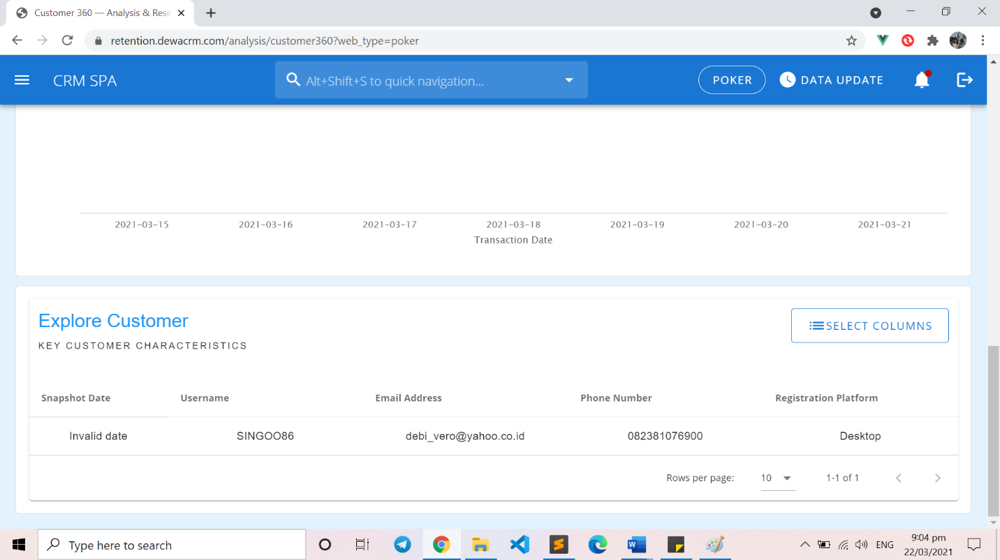 Customer 360 — Analysis & Rese
retention.dewacrm.com/analysis/customer360?web_type=poker
CRM SPA
Alt+Shift+S to quick navigation...
POKER
DATA UPDATE
2021-03-15 2021-03-16 2021-03-17 2021-03-18 2021-03-19 2021-03-20 2021-03-21
Transaction Date
Explore Customer
SELECT COLUMNS
KEY CUSTOMER CHARACTERISTICS
Snapshot Date Username Email Address Phone Number Registration Platform
Invalid date SINGOO86 debi_vero@yahoo.co.id 082381076900 Desktop
Rows per page: 10 1-1 of 1
Type here to search
ENG
9:04 pm
22/03/2021